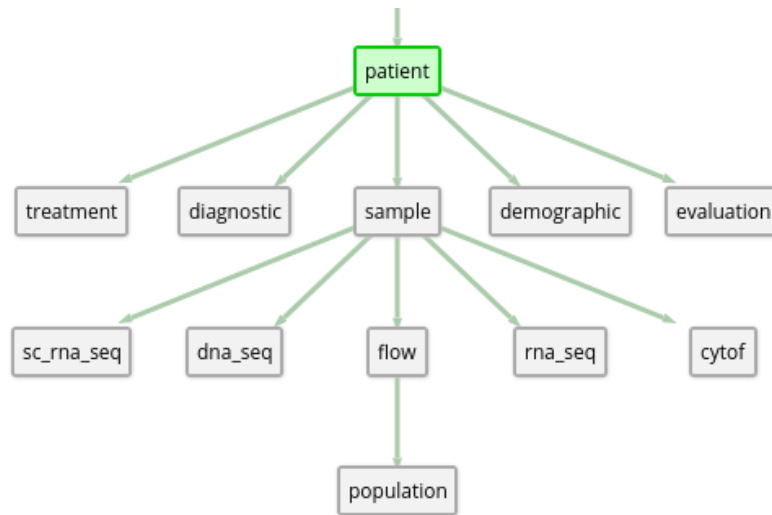 patient
treatment
diagnostic
sample
demographic
evaluation
sc_rna_seq
dna_seq
flow
rna_seq
cytof
population